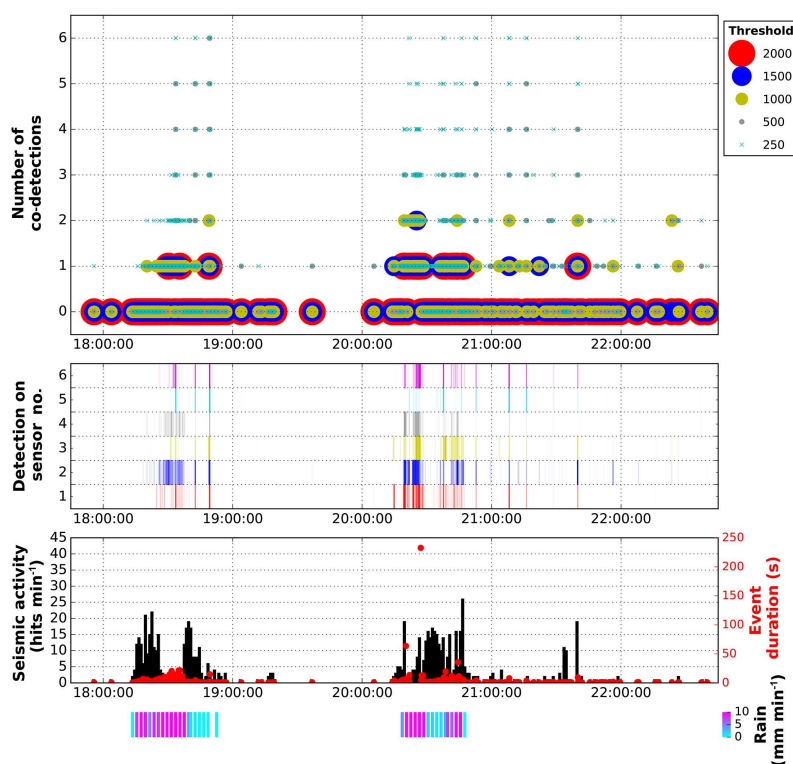 Threshold
2000
1500
1000
500
250
Number of
co-detections
6
5
4
3
2
1
0
18:00:00 19:00:00 20:00:00 21:00:00 22:00:00
Detection on
sensor no.
6
5
4
3
2
1
18:00:00 19:00:00 20:00:00 21:00:00 22:00:00
Seismic activity
(hits min-1)
45
40
35
30
25
20
15
10
5
0
250
200
150
100
50
0
Event
duration (s)
18:00:00 19:00:00 20:00:00 21:00:00 22:00:00
10
5
0
Rain
(mm min-1)